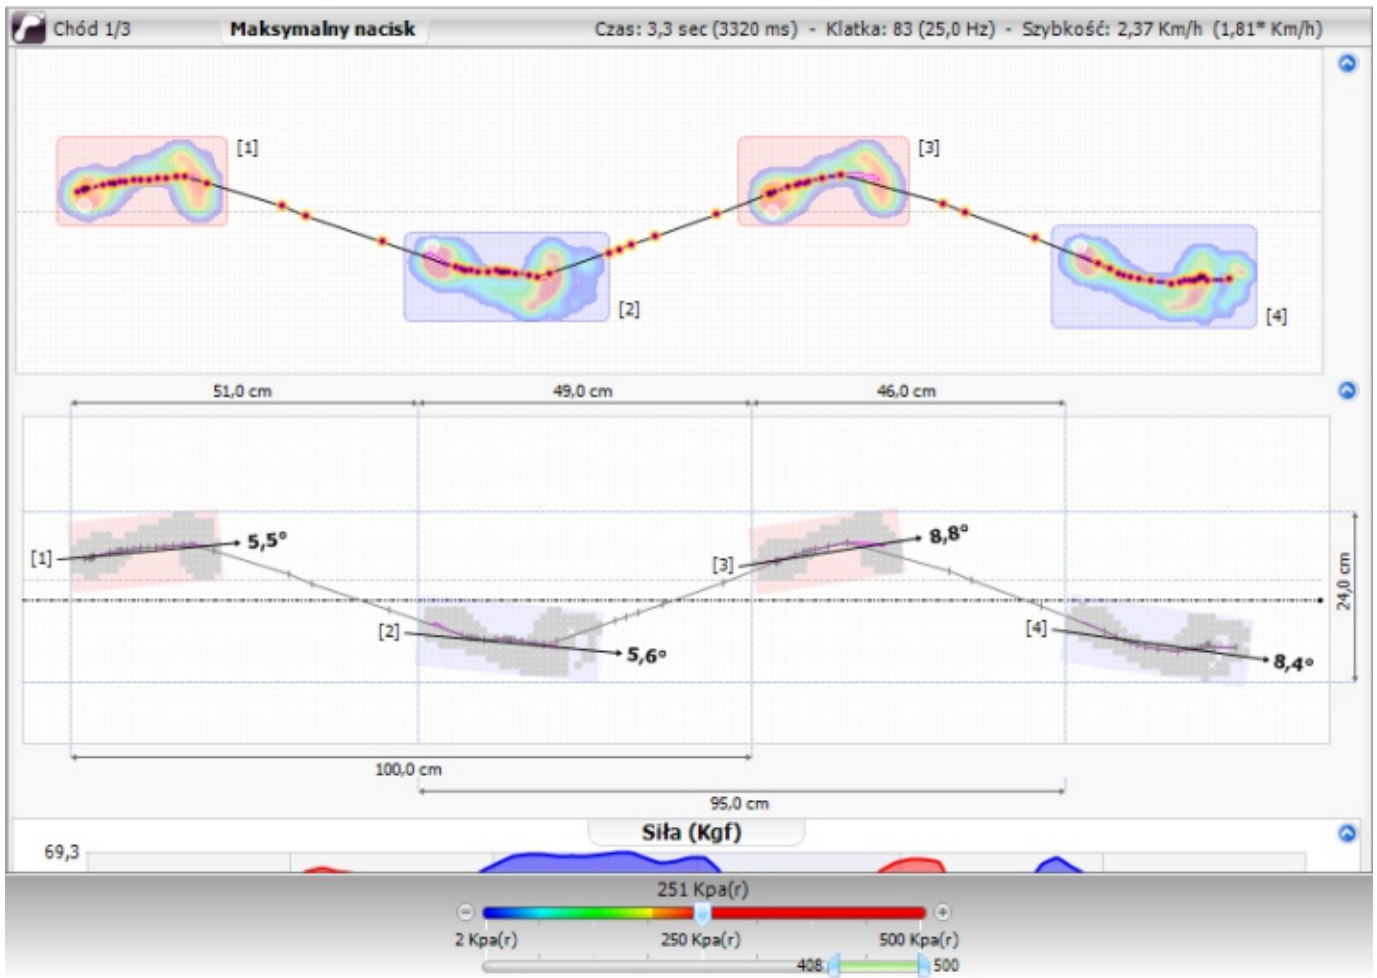 Chód 1/3 Maksymalny nacisk Czas: 3,3 sec (3320 ms) - Klatka: 83 (25,0 Hz) - Szybkość: 2,37 Km/h (1,81* Km/h)
[1] [3]
[2] [4]
51,0 cm 49,0 cm 46,0 cm
[1] 5,5° [3] 8,8°
24,0 cm
[2] 5,6° [4] 8,4°
100,0 cm
95,0 cm
Siła (Kgf)
69,3
251 Kpa(r)
2 Kpa(r) 250 Kpa(r) 500 Kpa(r)
408 500